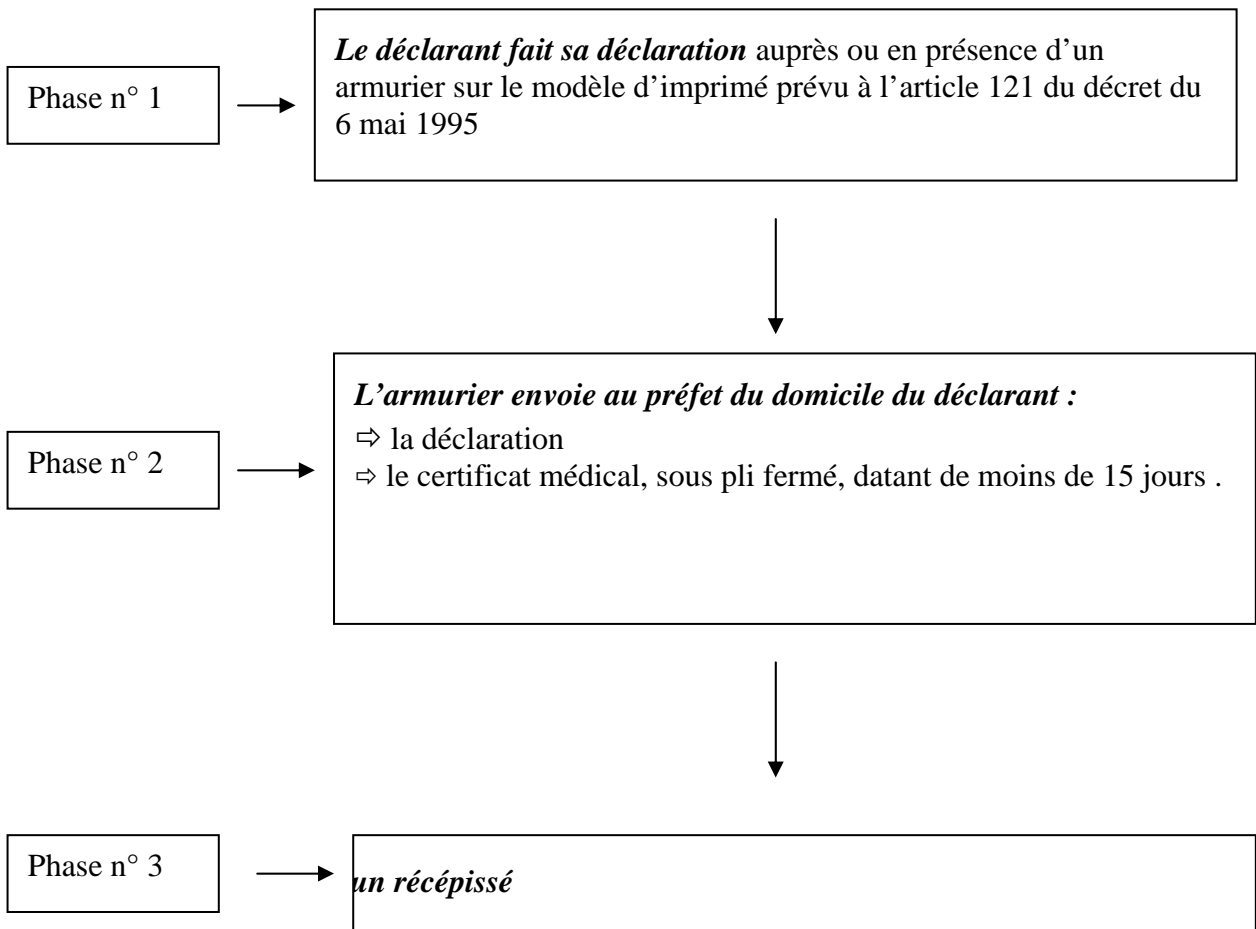 Phase n° 1
Le déclarant fait sa déclaration auprès ou en présence d’un
armurier sur le modèle d’imprimé prévu à l’article 121 du décret du
6 mai 1995
Phase n° 2
L’armurier envoie au préfet du domicile du déclarant :
⇨ la déclaration
⇨ le certificat médical, sous pli fermé, datant de moins de 15 jours .
Phase n° 3
un récépissé